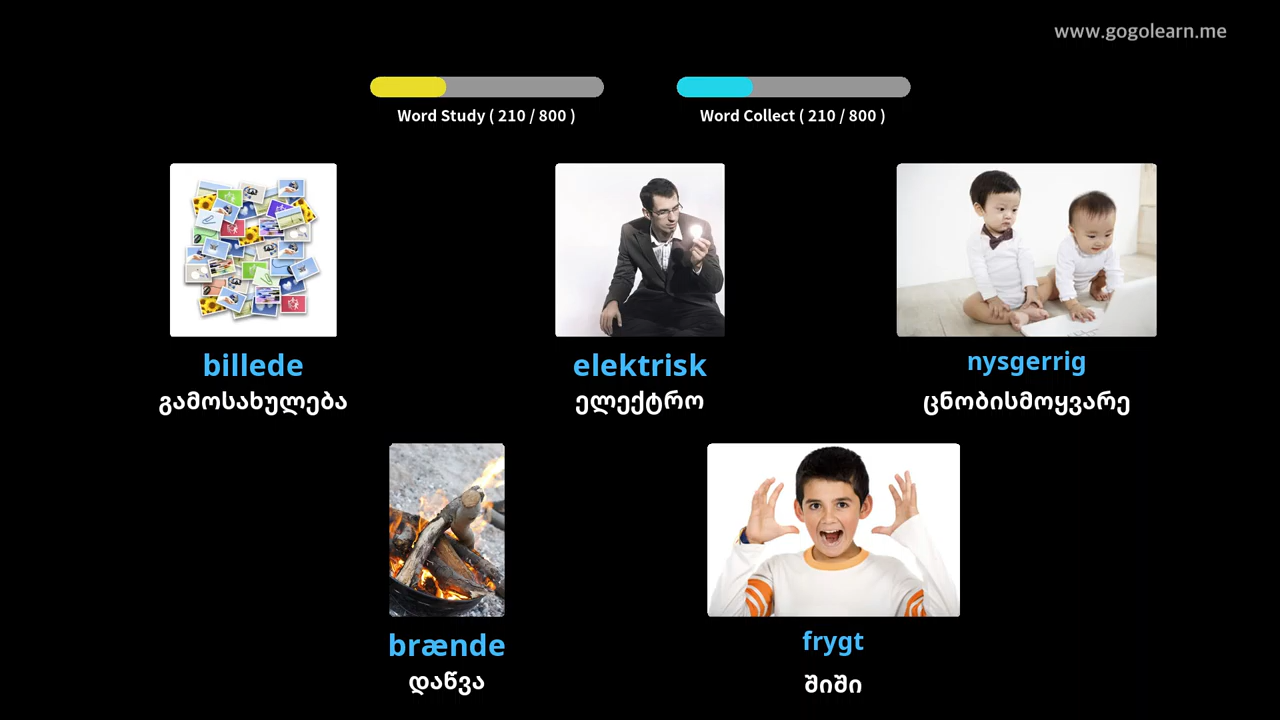 www.gogolearn.me
Word Study ( 210 / 800 )
Word Collect ( 210 / 800 )
billede
გამოსახულება
elektrisk
ელექტრო
nysgerrig
ცნობისმოყვარე
brænde
დაწვა
frygt
შიში